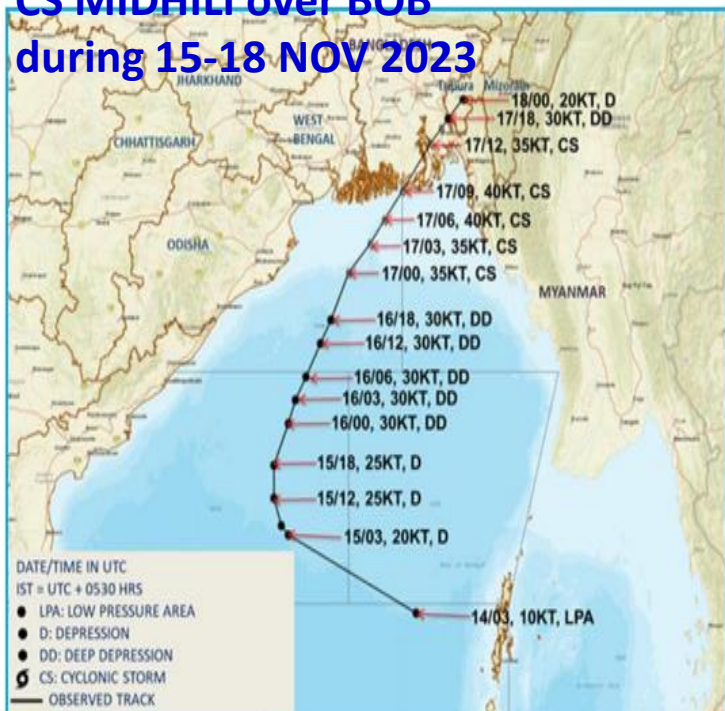 CS MIDHILI over BOB
during 15-18 NOV 2023
BANGLADESH
JHARKHAND
Tripura Mizoram
WEST
BENGAL
CHHATTISGARH
ODISHA
MYANMAR
18/00, 20KT, D
17/18, 30KT, DD
17/12, 35KT, CS
17/09, 40KT, CS
17/06, 40KT, CS
17/03, 35KT, CS
17/00, 35KT, CS
16/18, 30KT, DD
16/12, 30KT, DD
16/06, 30KT, DD
16/03, 30KT, DD
16/00, 30KT, DD
15/18, 25KT, D
15/12, 25KT, D
15/03, 20KT, D
14/03, 10KT, LPA
DATE/TIME IN UTC
IST = UTC + 0530 HRS
LPA: LOW PRESSURE AREA
D: DEPRESSION
DD: DEEP DEPRESSION
CS: CYCLONIC STORM
OBSERVED TRACK